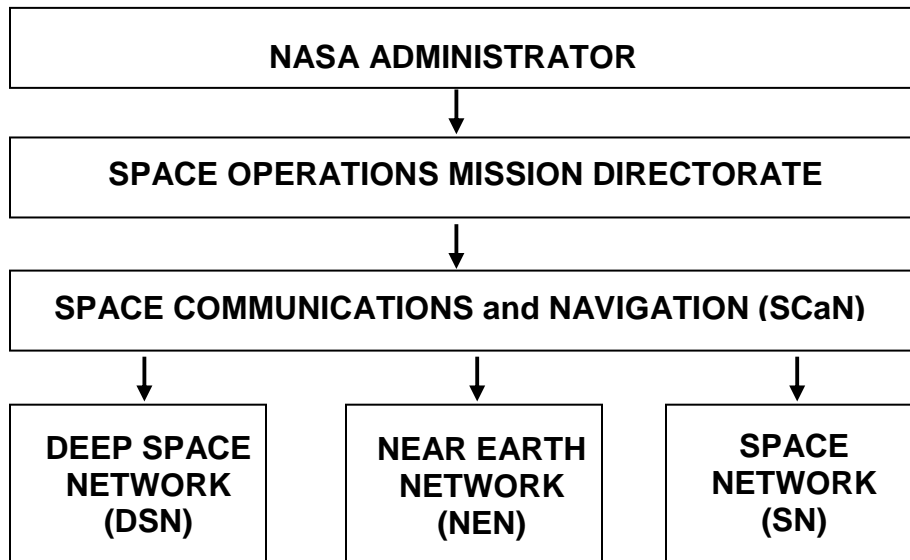 NASA ADMINISTRATOR
SPACE OPERATIONS MISSION DIRECTORATE
SPACE COMMUNICATIONS and NAVIGATION (SCaN)
DEEP SPACE
NETWORK
(DSN)
NEAR EARTH
NETWORK
(NEN)
SPACE
NETWORK
(SN)